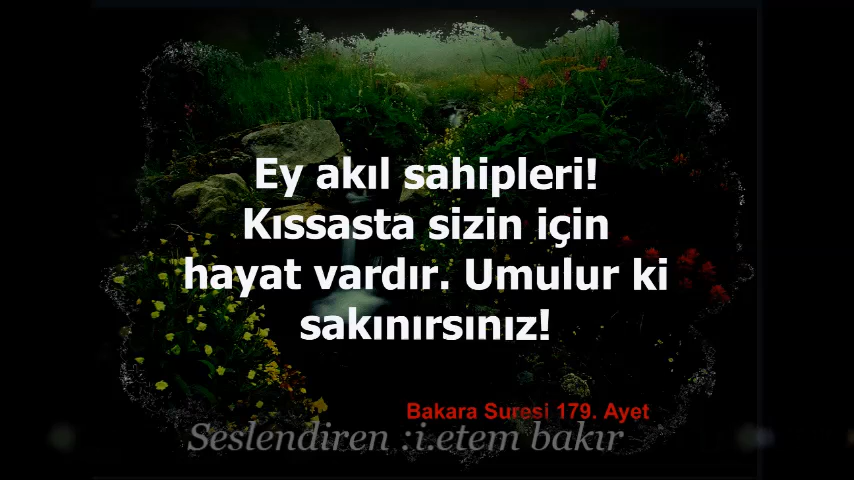 Ey akıl sahipleri!
Kıssasta sizin için
hayat vardır. Umulur ki
sakınırsınız!
Bakara Suresi 179. Ayet
Seslendiren :i.etem bakır